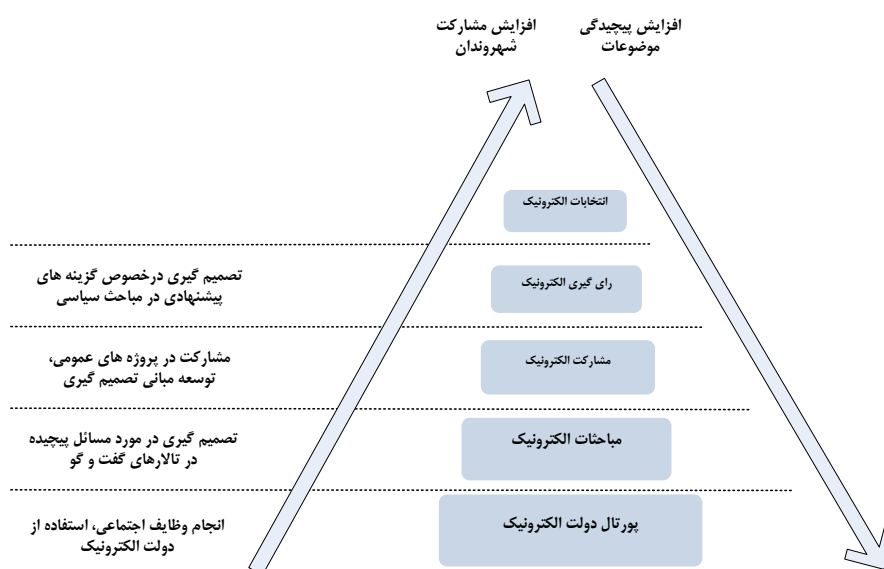 افزایش پیچیدگی
موضوعات
افزایش مشارکت
شهروندان
انتخابات الکترونیک
رای گیری الکترونیک
تصمیم گیری درخصوص گزینه های
پیشنهادی در مباحث سیاسی
مشارکت الکترونیک
مشارکت در پروژه های عمومی،
توسعه مبانی تصمیم گیری
مباحثات الکترونیک
تصمیم گیری در مورد مسائل پیچیده
در تالارهای گفت و گو
پورتال دولت الکترونیک
انجام وظایف اجتماعی، استفاده از
دولت الکترونیک